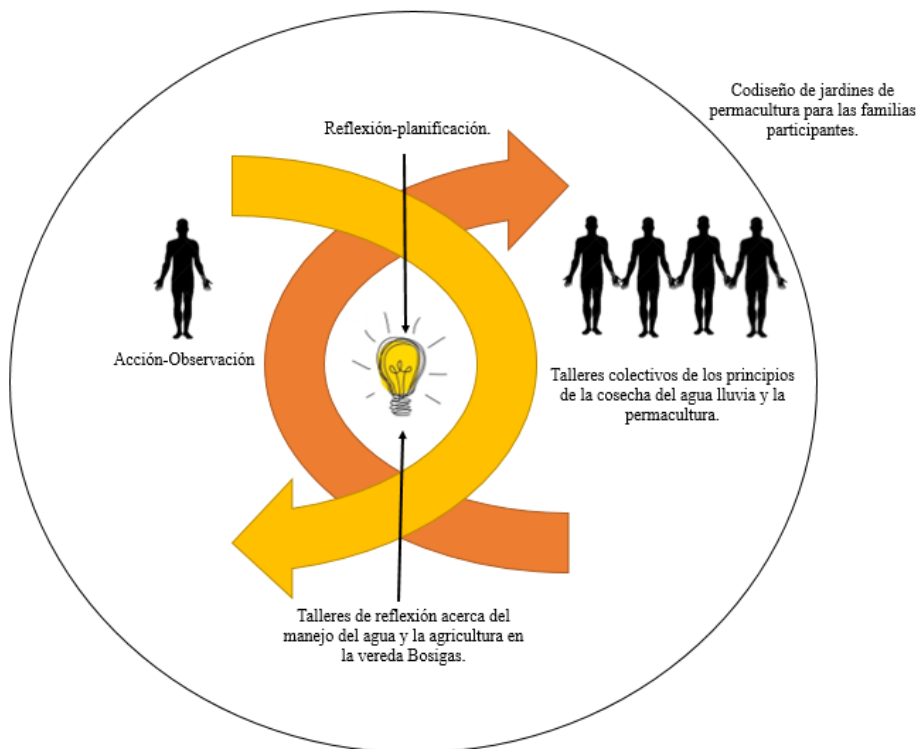 Codiseño de jardines de
permacultura para las familias
participantes.
Reflexión-planificación.
Acción-Observación
Talleres colectivos de los principios
de la cosecha del agua lluvia y la
permacultura.
Talleres de reflexión acerca del
manejo del agua y la agricultura en
la vereda Bosigas.